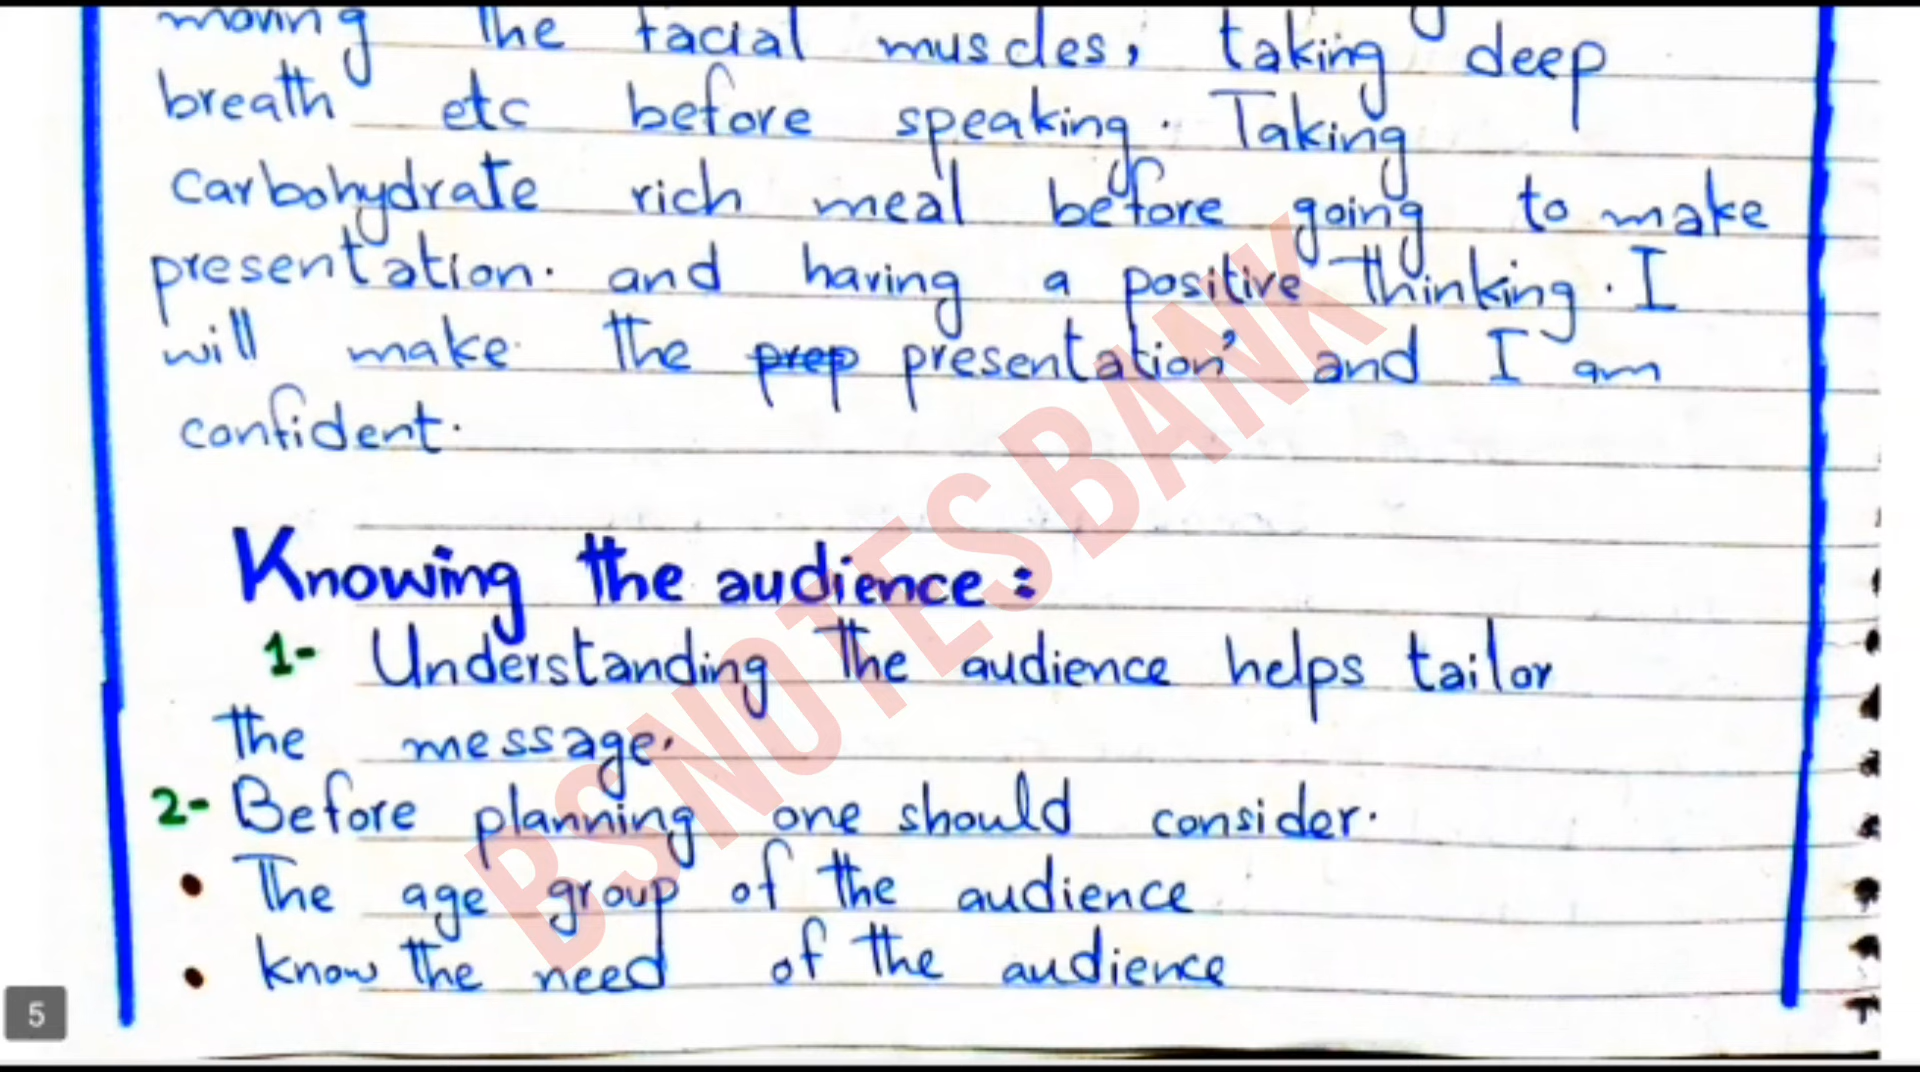 moving the facial muscles, taking deep
breath etc before speaking. Taking
carbohydrate rich meal before going to make
presentation. and having a positive thinking. I
will make the prep presentation' and I am
confident.
Knowing the audience:
1- Understanding the audience helps tailor
the message.
2- Before planning one should consider.
• The age group of the audience
• know the need of the audience
5
BSNOTESBANK